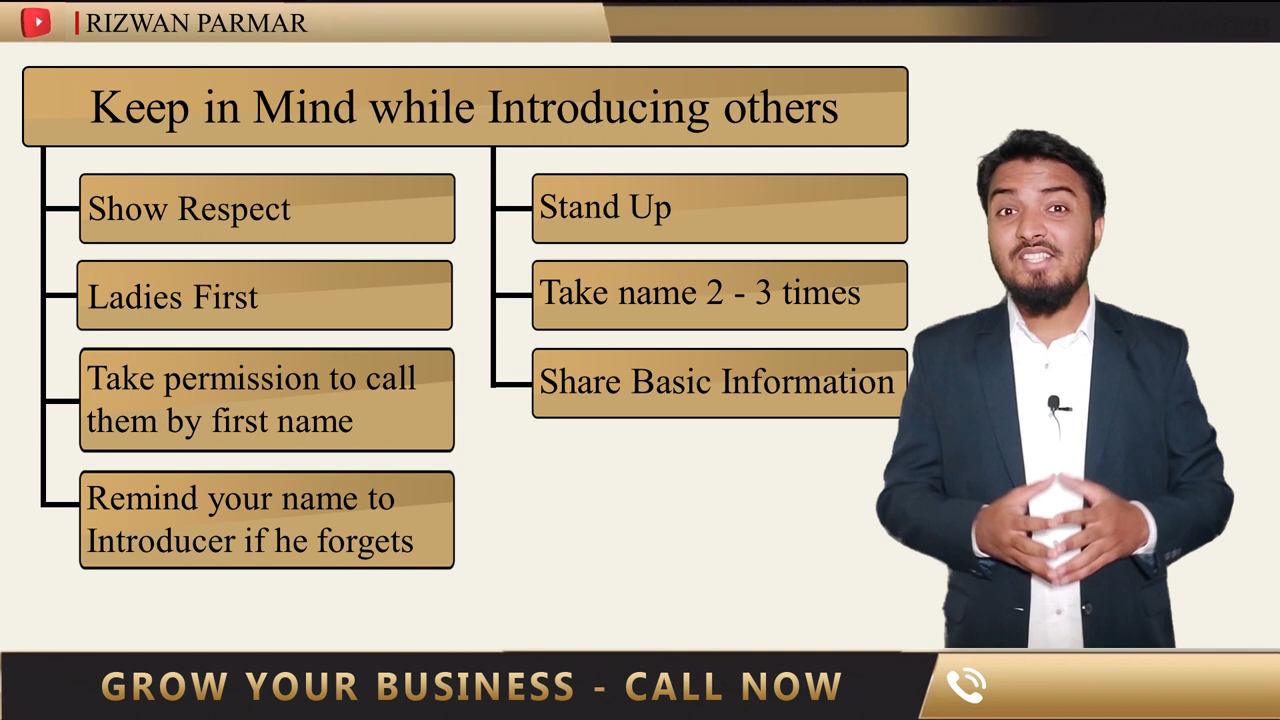 RIZWAN PARMAR
Keep in Mind while Introducing others
Show Respect
Ladies First
Take permission to call
them by first name
Remind your name to
Introducer if he forgets
Stand Up
Take name 2 - 3 times
Share Basic Information
GROW YOUR BUSINESS - CALL NOW